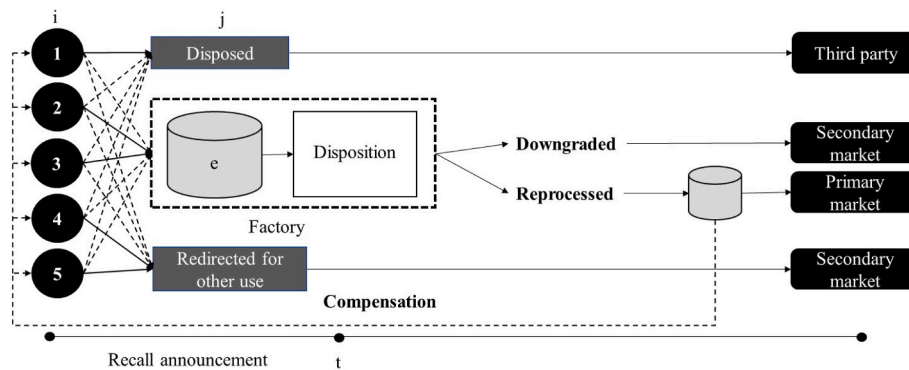 i
j
1
Disposed
Third party
2
3
e
Disposition
Downgraded
Secondary
market
Reprocessed
Primary
market
4
Factory
5
Redirected for
other use
Secondary
market
Compensation
Recall announcement
t